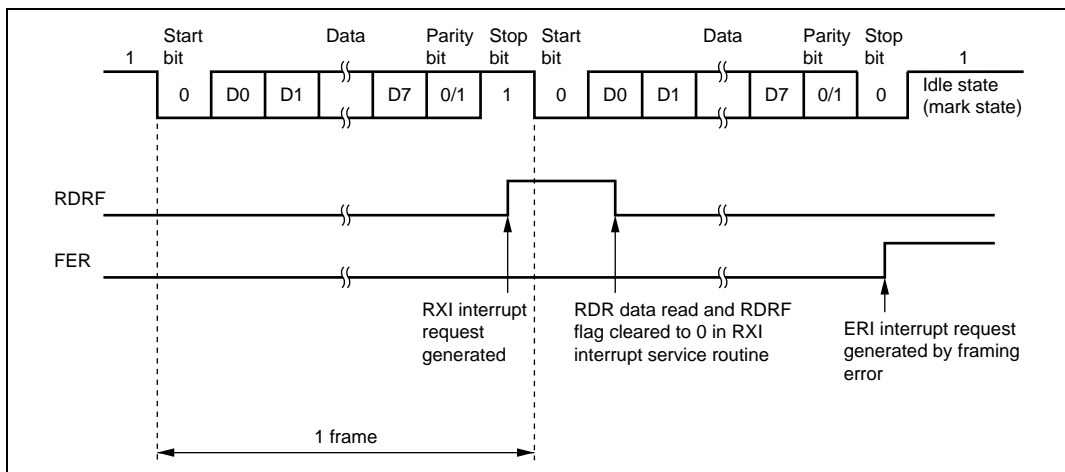 Start bit
Data
Parity bit
Stop bit
Start bit
Data
Parity bit
Stop bit
1
0
D0
D1
D7
0/1
1
0
D0
D1
D7
0/1
0
1
Idle state
(mark state)
RDRF
FER
RXI interrupt
request
generated
RDR data read and RDRF
flag cleared to 0 in RXI
interrupt service routine
ERI interrupt request
generated by framing
error
1 frame